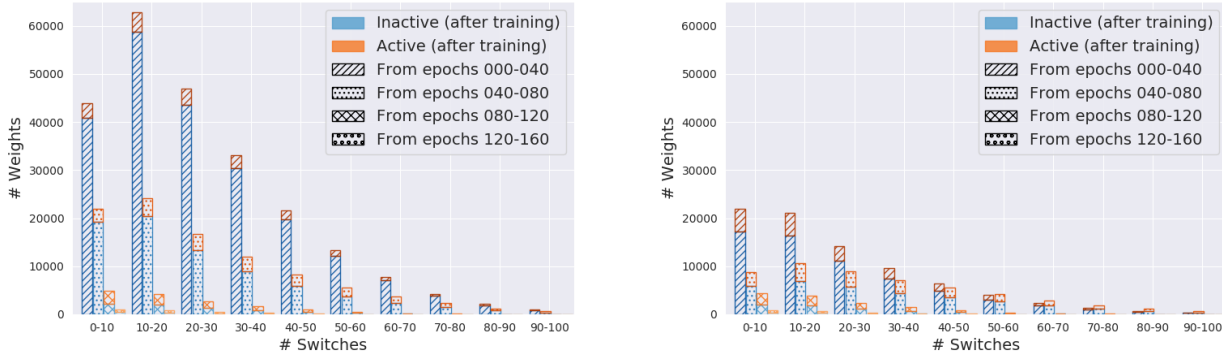 60000
50000
40000
30000
20000
10000
0
# Weights
Inactive (after training)
Active (after training)
From epochs 000-040
From epochs 040-080
From epochs 080-120
From epochs 120-160
0-10 10-20 20-30 30-40 40-50 50-60 60-70 70-80 80-90 90-100
# Switches
60000
50000
40000
30000
20000
10000
0
# Weights
Inactive (after training)
Active (after training)
From epochs 000-040
From epochs 040-080
From epochs 080-120
From epochs 120-160
0-10 10-20 20-30 30-40 40-50 50-60 60-70 70-80 80-90 90-100
# Switches